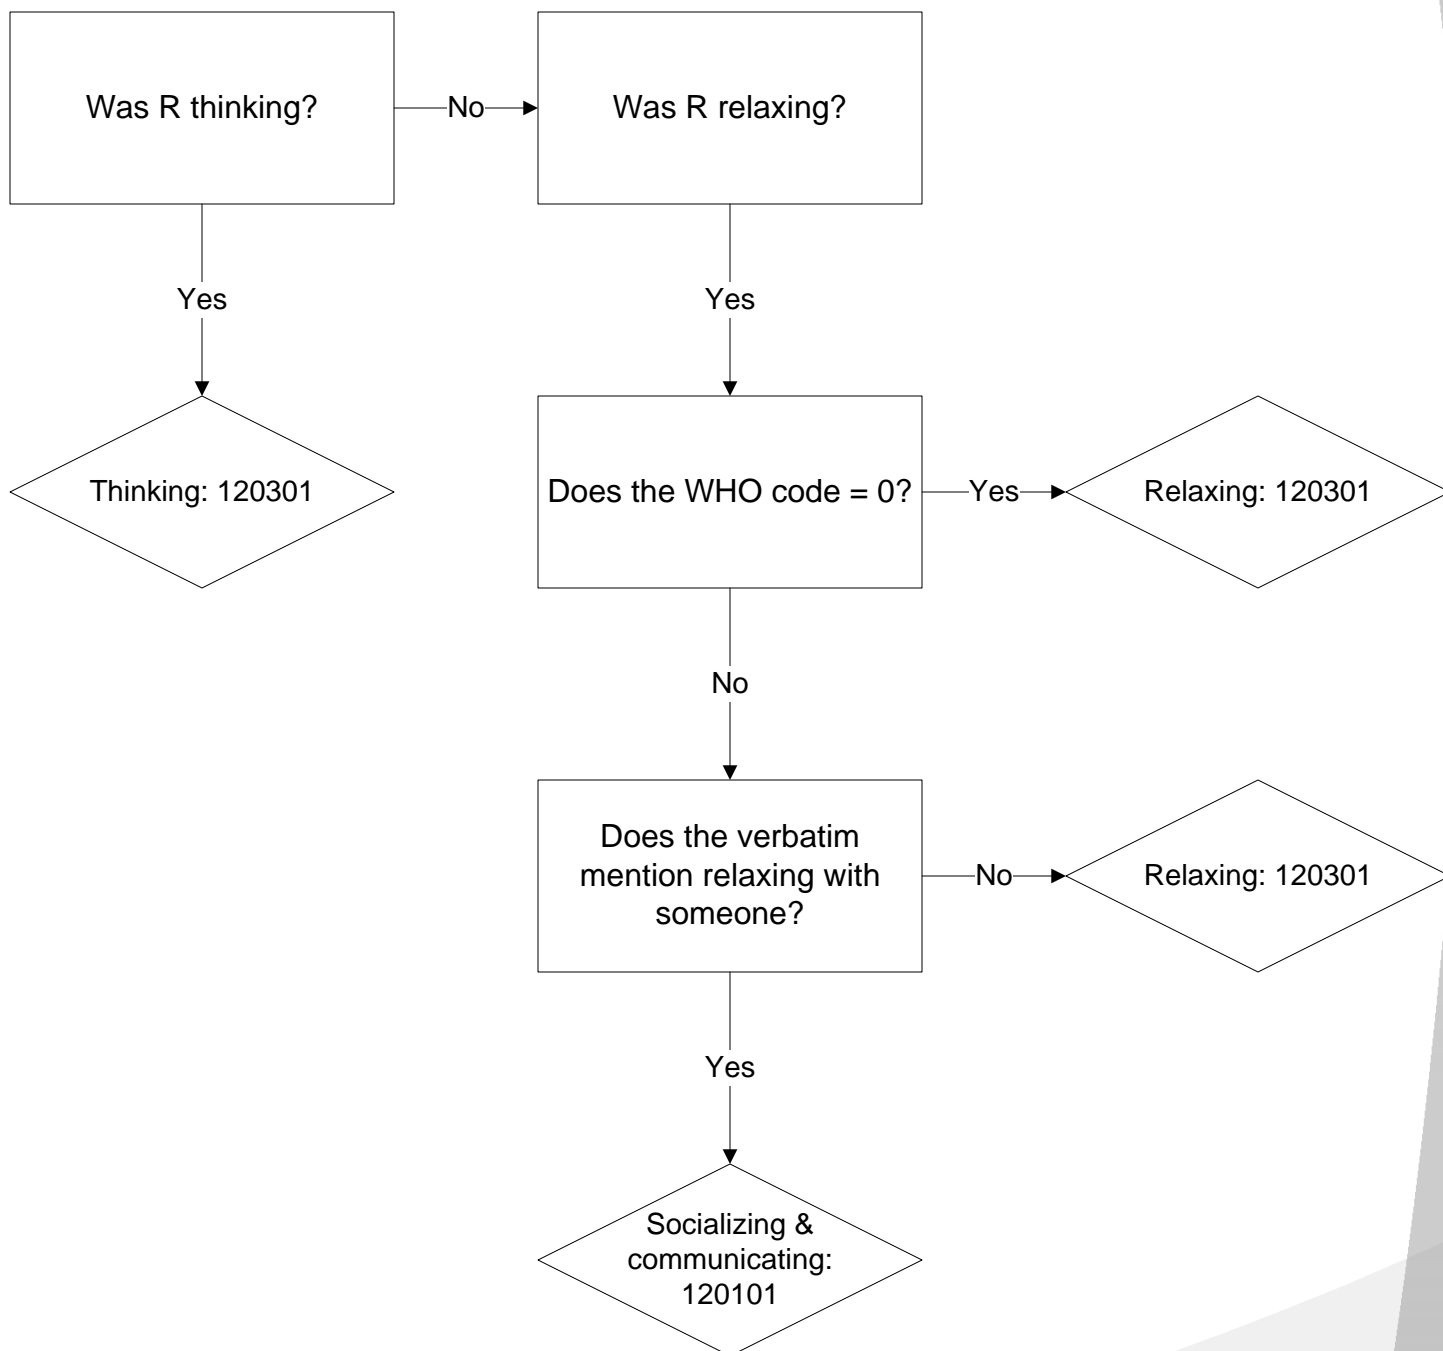 Was R thinking?
No
Was R relaxing?
Yes
Yes
Thinking: 120301
Does the WHO code = 0?
Yes
Relaxing: 120301
No
Does the verbatim
mention relaxing with
someone?
No
Relaxing: 120301
Yes
Socializing &
communicating:
120101